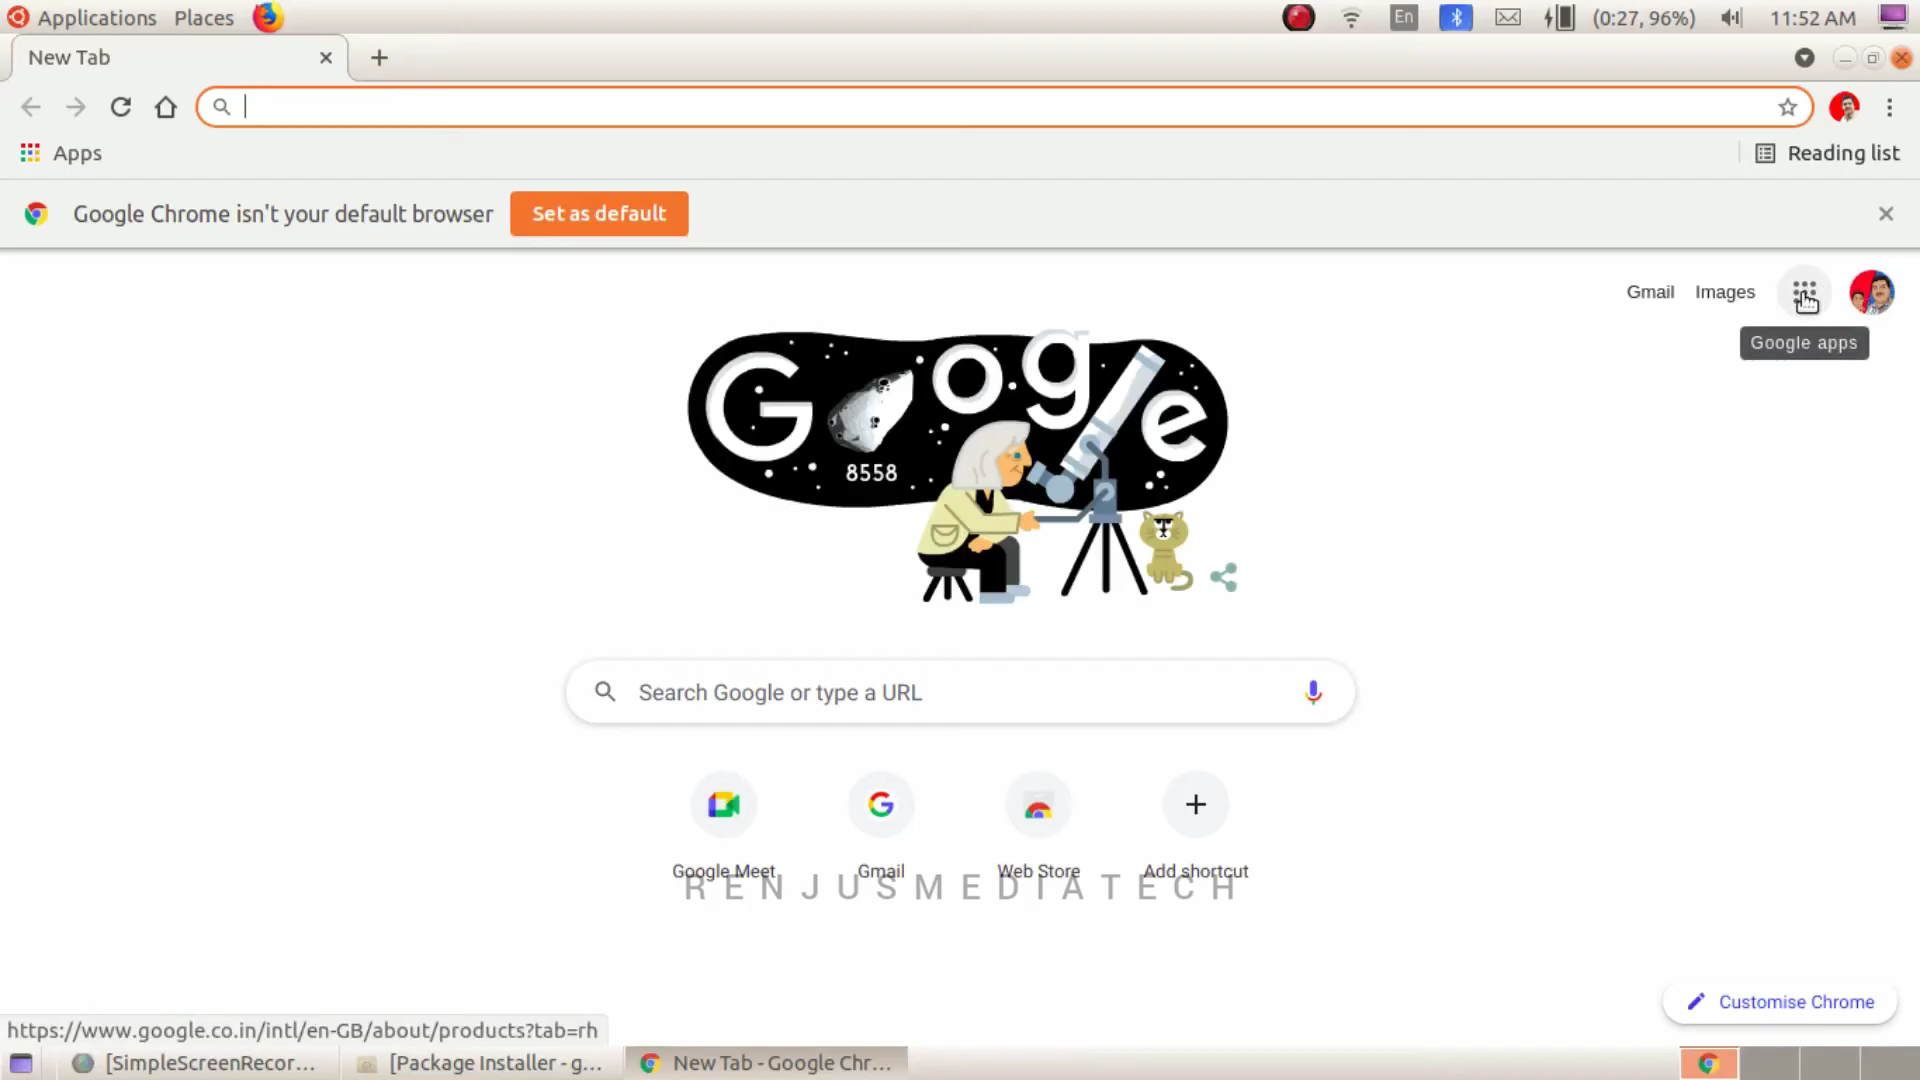 Applications Places En (0:27, 96%) 11:52 AM
New Tab
Apps Reading list
Google Chrome isn't your default browser Set as default
Gmail Images
Google apps
Google
8558
Search Google or type a URL
Google Meet Gmail Web Store Add shortcut
RENJUSMEDIATECH
Customise Chrome
https://www.google.co.in/intl/en-GB/about/products?tab=rh
[SimpleScreenRecor... [Package Installer - g... New Tab - Google Chr...